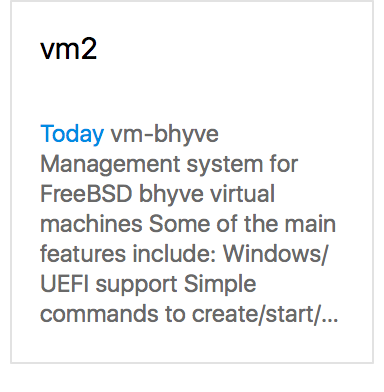 vm2
Today vm-bhyve
Management system for
FreeBSD bhyve virtual
machines Some of the main
features include: Windows/
UEFI support Simple
commands to create/start/...